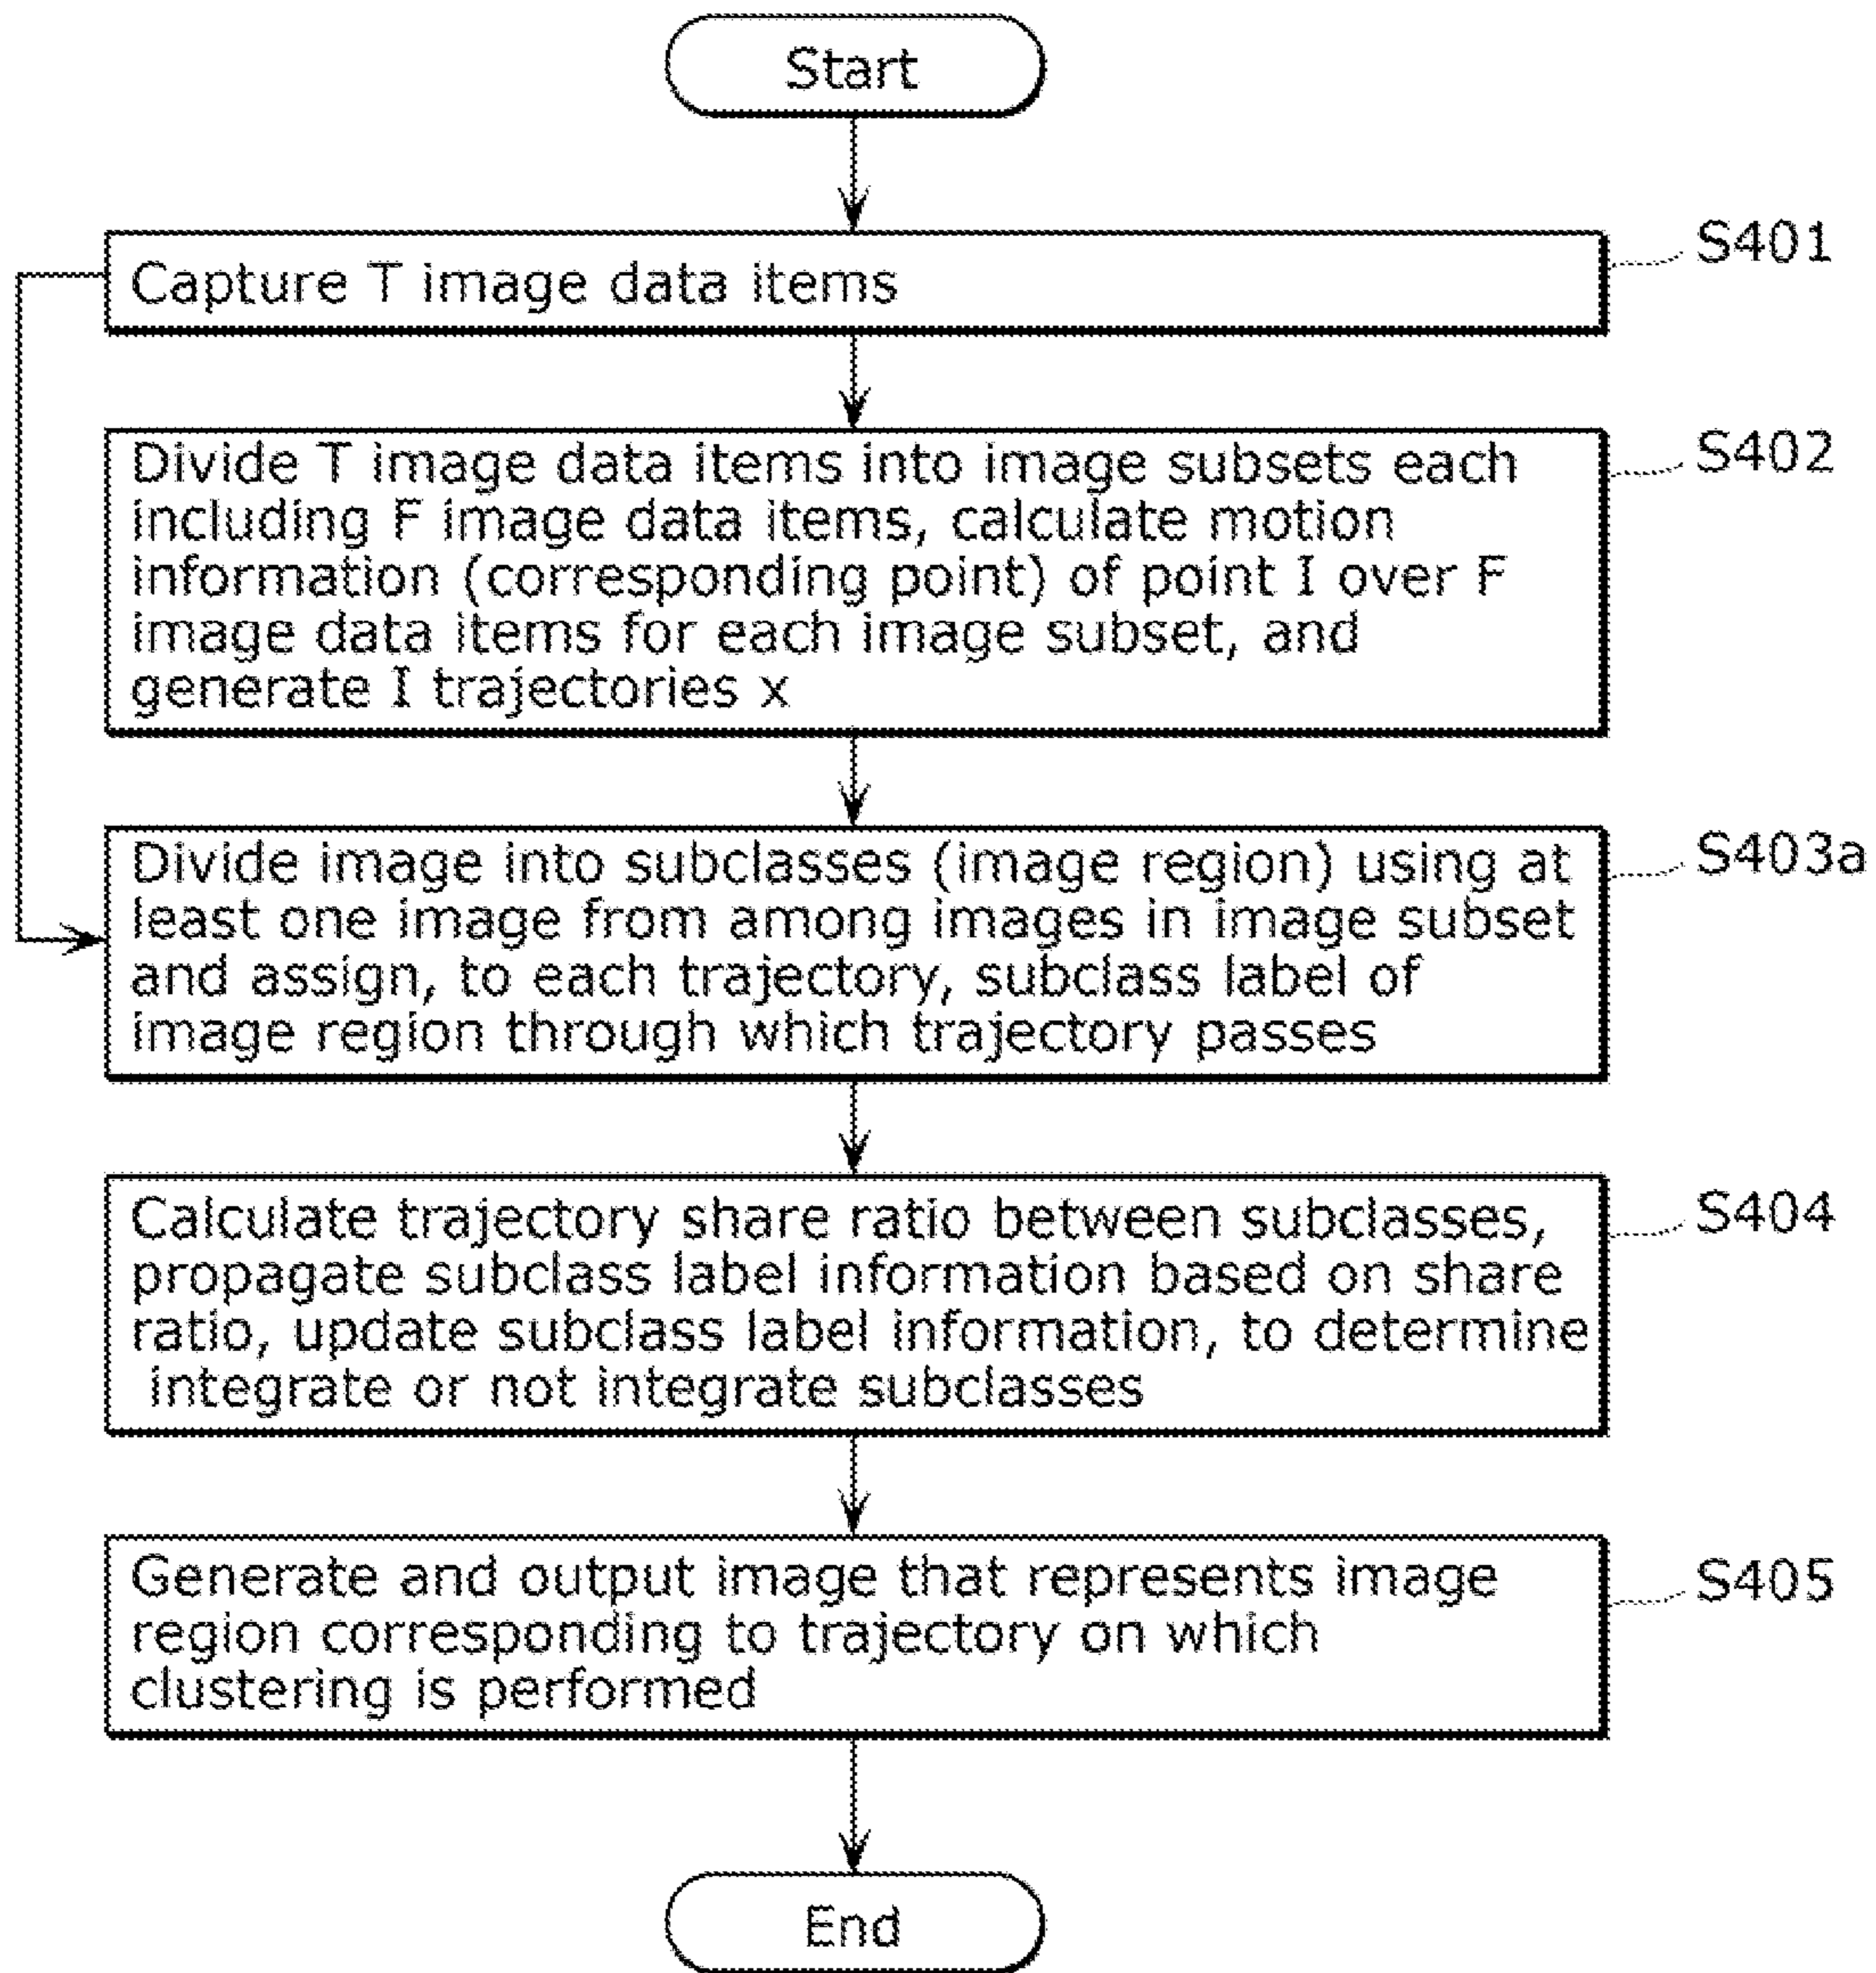 Start
S401
Capture T image data items
S402
Divide T image data items into image subsets each
including F image data items, calculate motion
information (corresponding point) of point I over F
image data items for each image subset, and
generate I trajectories x
S403a
Divide image into subclasses (image region) using at
least one image from among images in image subset
and assign, to each trajectory, subclass label of
image region through which trajectory passes
S404
Calculate trajectory share ratio between subclasses,
propagate subclass label information based on share
ratio, update subclass label information, to determine
integrate or not integrate subclasses
S405
Generate and output image that represents image
region corresponding to trajectory on which
clustering is performed
End